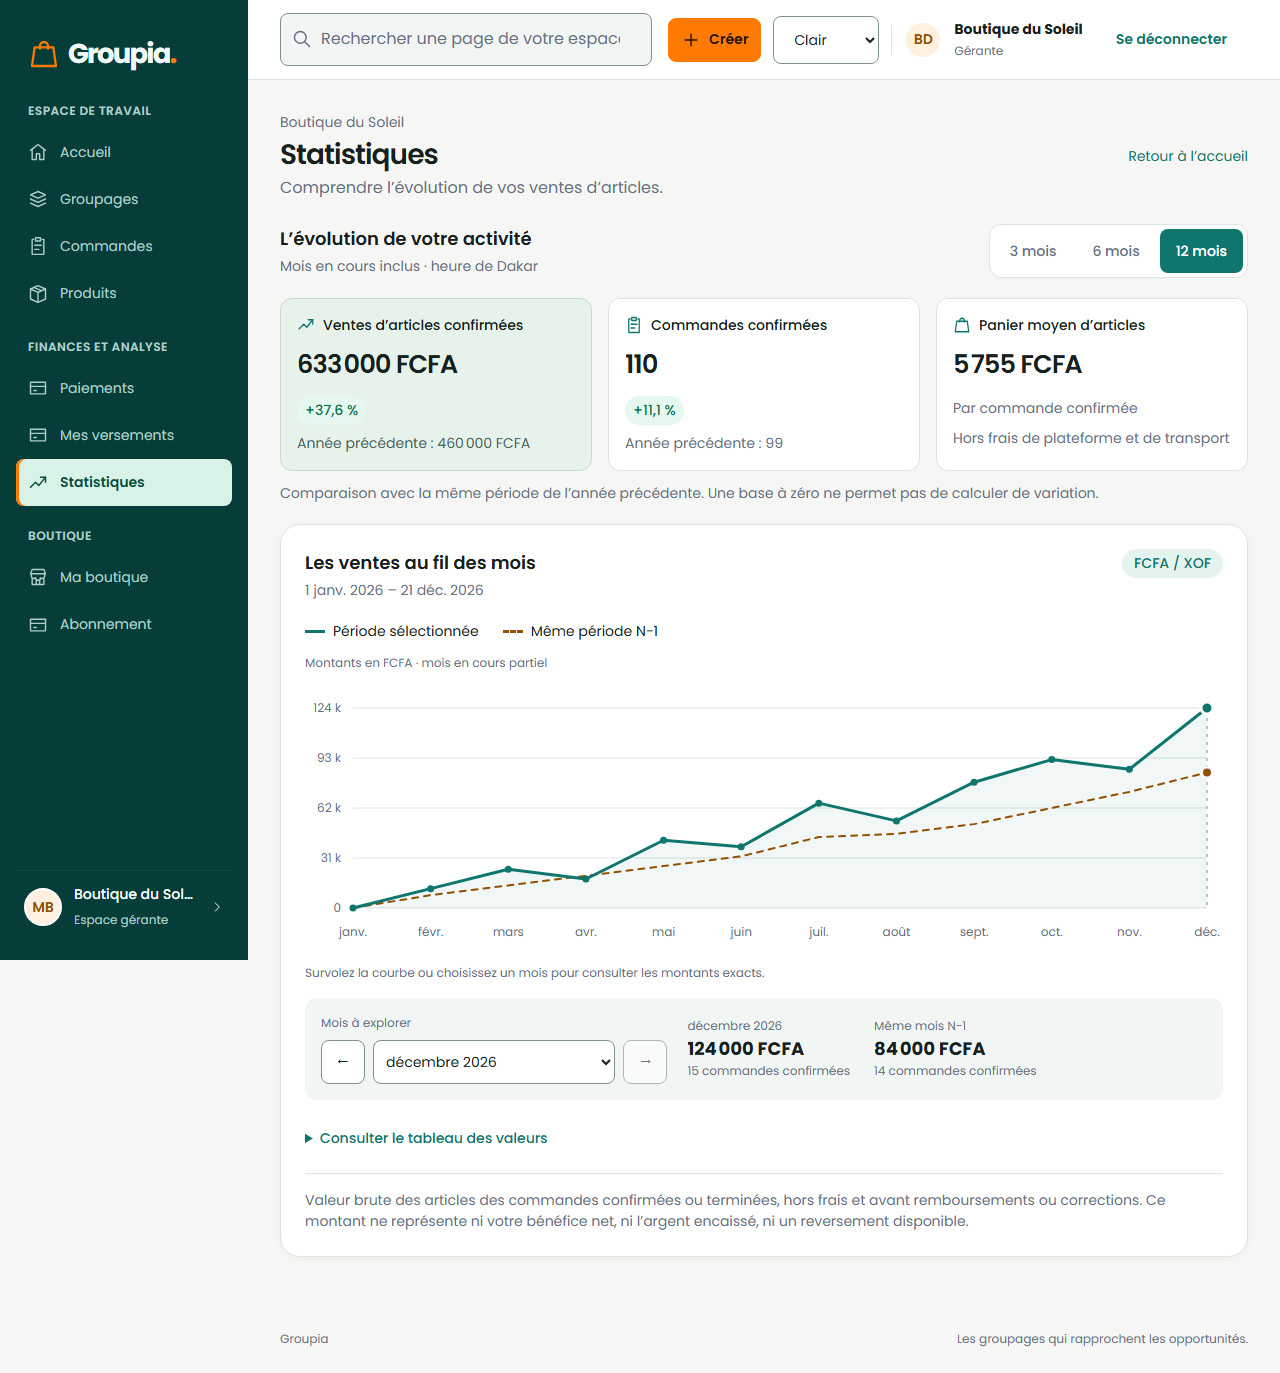 Groupia.
ESPACE DE TRAVAIL
Accueil
Groupages
Commandes
Produits
FINANCES ET ANALYSE
Paiements
Mes versements
Statistiques
BOUTIQUE
Ma boutique
Abonnement
MB
Boutique du Sol...
Espace gérante
Rechercher une page de votre espac
+ Créer
Clair
BD
Boutique du Soleil
Gérante
Se déconnecter
Boutique du Soleil
Statistiques
Comprendre l’évolution de vos ventes d’articles.
Retour à l’accueil
L’évolution de votre activité
Mois en cours inclus · heure de Dakar
3 mois
6 mois
12 mois
Ventes d’articles confirmées
633 000 FCFA
+37,6 %
Année précédente : 460 000 FCFA
Commandes confirmées
110
+11,1 %
Année précédente : 99
Panier moyen d’articles
5 755 FCFA
Par commande confirmée
Hors frais de plateforme et de transport
Comparaison avec la même période de l’année précédente. Une base à zéro ne permet pas de calculer de variation.
Les ventes au fil des mois
1 janv. 2026 – 21 déc. 2026
FCFA / XOF
Période sélectionnée
Même période N-1
Montants en FCFA · mois en cours partiel
124 k
93 k
62 k
31 k
0
janv. févr. mars avr. mai juin juil. août sept. oct. nov. déc.
Survolez la courbe ou choisissez un mois pour consulter les montants exacts.
Mois à explorer
←
décembre 2026
→
décembre 2026
124 000 FCFA
15 commandes confirmées
Même mois N-1
84 000 FCFA
14 commandes confirmées
Consulter le tableau des valeurs
Valeur brute des articles des commandes confirmées ou terminées, hors frais et avant remboursements ou corrections. Ce
montant ne représente ni votre bénéfice net, ni l’argent encaissé, ni un reversement disponible.
Groupia
Les groupages qui rapprochent les opportunités.